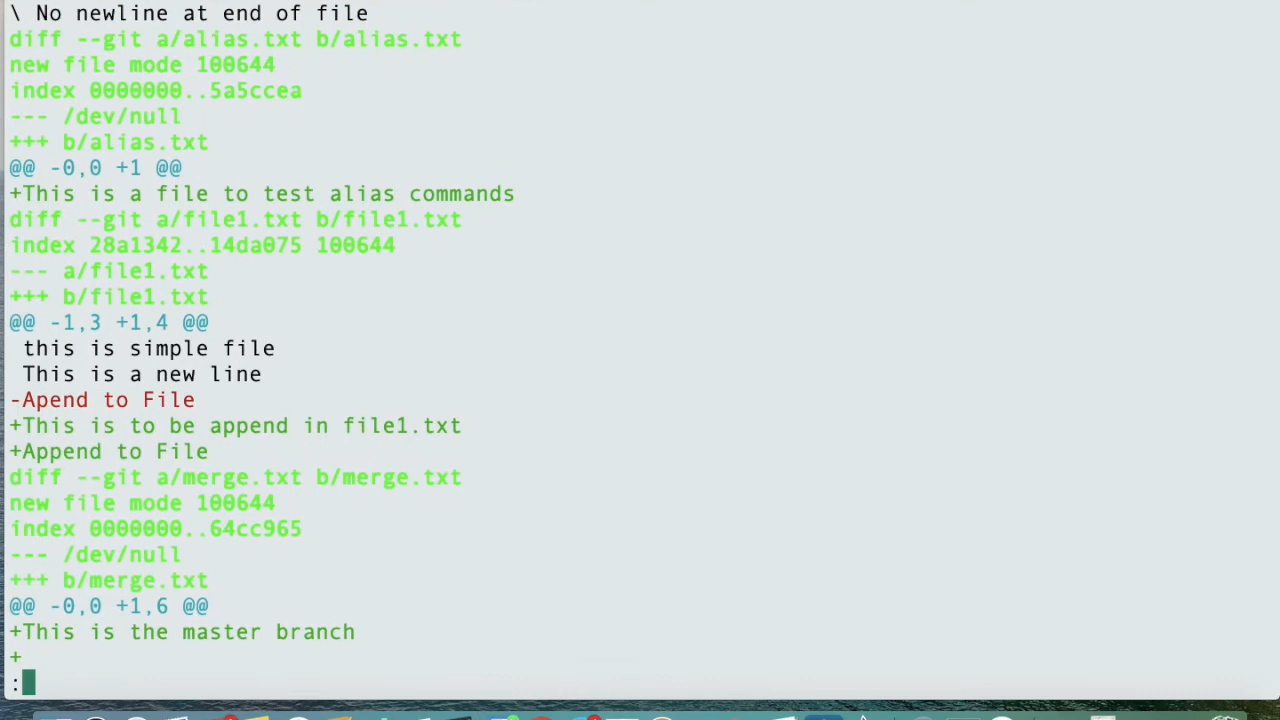 \ No newline at end of file
diff --git a/alias.txt b/alias.txt
new file mode 100644
index 0000000..5a5ccea
--- /dev/null
+++ b/alias.txt
@@ -0,0 +1 @@
+This is a file to test alias commands
diff --git a/file1.txt b/file1.txt
index 28a1342..14da075 100644
--- a/file1.txt
+++ b/file1.txt
@@ -1,3 +1,4 @@
 this is simple file
 This is a new line
-Apend to File
+This is to be append in file1.txt
+Append to File
diff --git a/merge.txt b/merge.txt
new file mode 100644
index 0000000..64cc965
--- /dev/null
+++ b/merge.txt
@@ -0,0 +1,6 @@
+This is the master branch
+
: